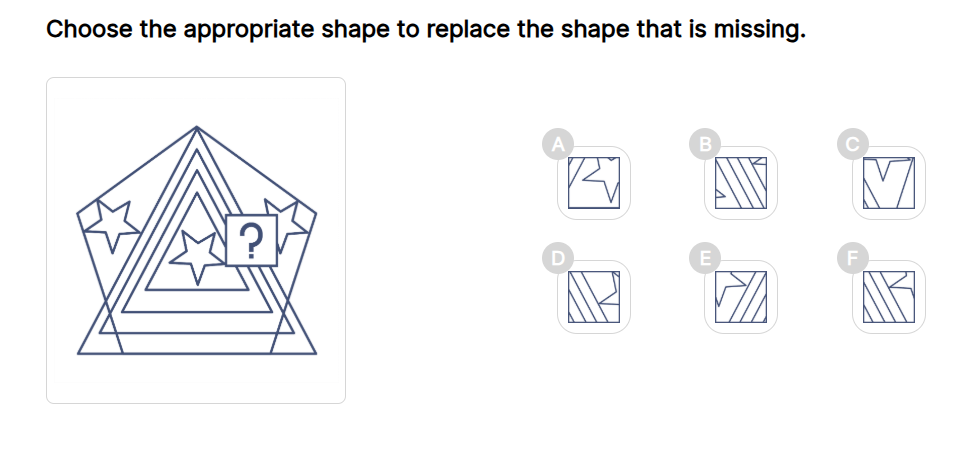 Choose the appropriate shape to replace the shape that is missing.
?
A
B
C
D
E
F